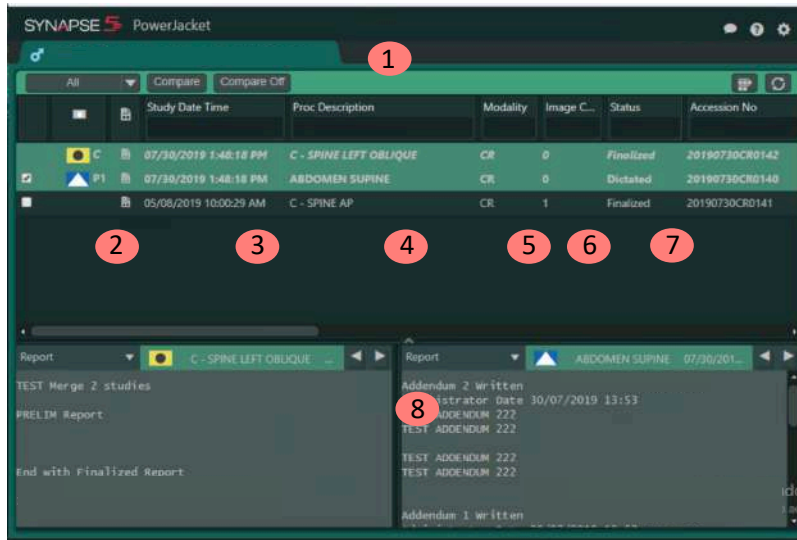 SYNAPSE 5 PowerJacket
1
All Compare Compare Off
Study Date Time Proc Description Modality Image C... Status Accession No
C 07/30/2019 1:48:18 PM C - SPINE LEFT OBLIQUE CR 0 Finalized 20190730CR0142
P1 07/30/2019 1:48:18 PM ABDOMEN SUPINE CR 0 Dictated 20190730CR0140
05/08/2019 10:00:29 AM C - SPINE AP CR 1 Finalized 20190730CR0141
2 3 4 5 6 7
Report C - SPINE LEFT OBLIQUE ...
TEST Merge 2 studies
PRELIM Report
End with Finalized Report
Report ABDOMEN SUPINE 07/30/201...
Addendum 2 Written
8 Date 30/07/2019 13:53
ADDENDUM 222
TEST ADDENDUM 222
TEST ADDENDUM 222
TEST ADDENDUM 222
Addendum 1 Written